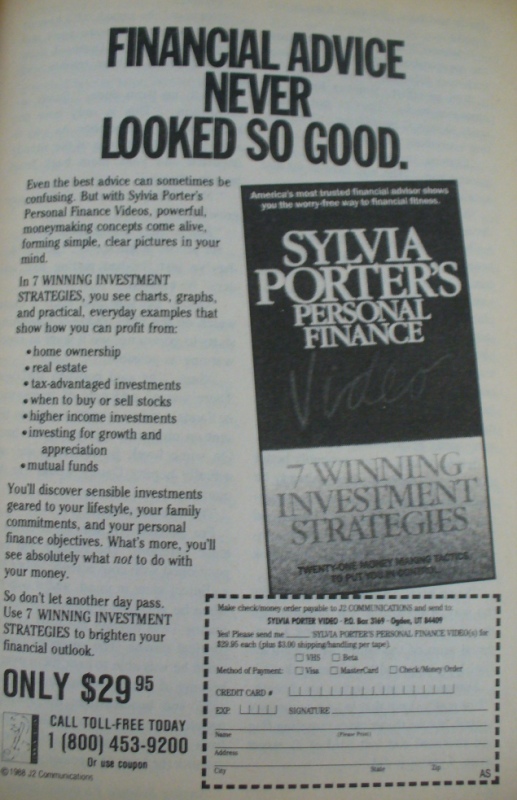 FINANCIAL ADVICE
NEVER
LOOKED SO GOOD.
Even the best advice can sometimes be
confusing. But with Sylvia Porter's
Personal Finance Videos, powerful,
moneymaking concepts come alive,
forming simple, clear pictures in your
mind.
In 7 WINNING INVESTMENT
STRATEGIES, you see charts, graphs,
and practical, everyday examples that
show how you can profit from:
• home ownership
• real estate
• tax-advantaged investments
• when to buy or sell stocks
• higher income investments
• investing for growth and
appreciation
• mutual funds
You'll discover sensible investments
geared to your lifestyle, your family
commitments, and your personal
finance objectives. What's more, you'll
see absolutely what not to do with
your money.
So don't let another day pass.
Use 7 WINNING INVESTMENT
STRATEGIES to brighten your
financial outlook.
ONLY $29 95
CALL TOLL-FREE TODAY
1 (800) 453-9200
Or use coupon
©1988 J2 Communications
America's most trusted financial advisor shows
you the worry-free way to financial fitness.
SYLVIA
PORTER'S
PERSONAL
FINANCE
Video
7 WINNING
INVESTMENT
STRATEGIES
TWENTY-ONE MONEY MAKING TACTICS
TO PUT YOU IN CONTROL.
Make check/money order payable to J2 COMMUNICATIONS and send to:
SYLVIA PORTER VIDEO · P.O. Box 3169 · Ogden, UT 84409
Yes! Please send me ____ SYLVIA PORTER'S PERSONAL FINANCE VIDEO(s) for
$29.95 each (plus $3.00 shipping/handling per tape).
□ VHS □ Beta
Method of Payment: □ Visa □ MasterCard □ Check/Money Order
CREDIT CARD #
EXP. SIGNATURE
Name (Please Print)
Address
City State Zip
AS